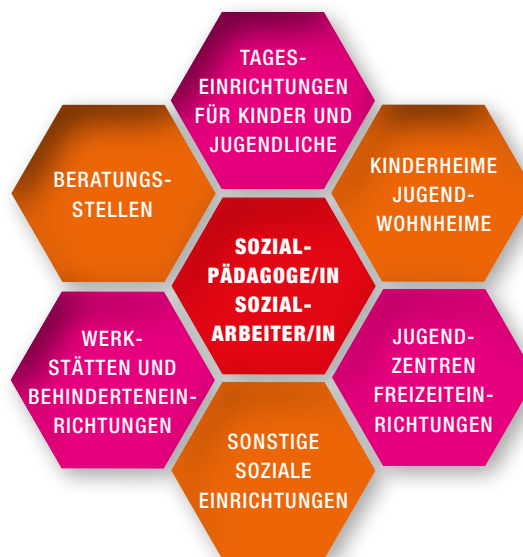 TAGES-
EINRICHTUNGEN
FÜR KINDER UND
JUGENDLICHE
BERATUNGS-
STELLEN
KINDERHEIME
JUGEND-
WOHNHEIME
SOZIAL-
PÄDAGOGE/IN
SOZIAL-
ARBEITER/IN
WERK-
STÄTTEN UND
BEHINDERTENEIN-
RICHTUNGEN
JUGEND-
ZENTREN
FREIZEITEIN-
RICHTUNGEN
SONSTIGE
SOZIALE
EINRICHTUNGEN